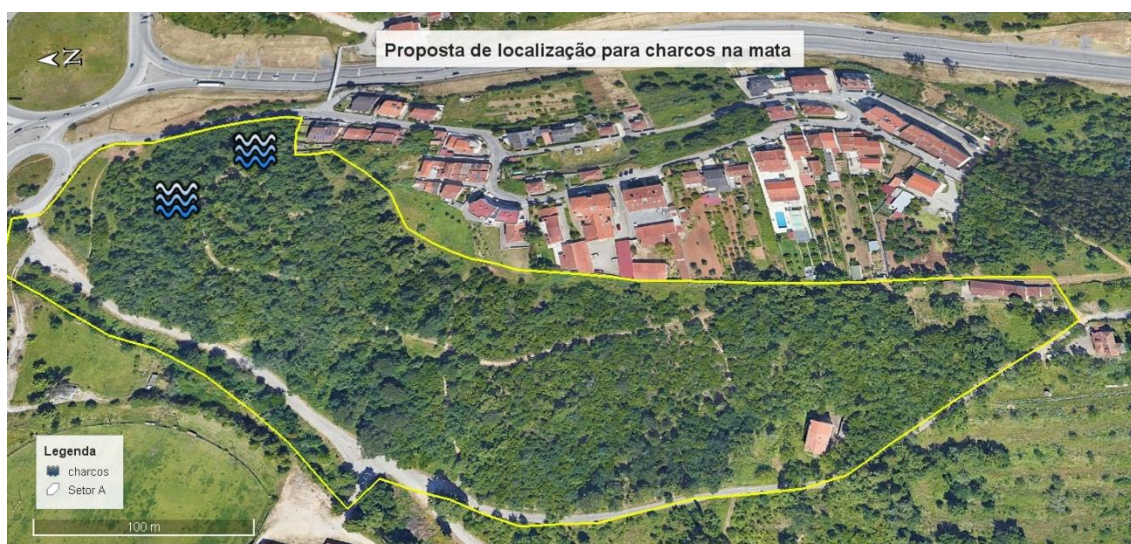 Proposta de localização para charcos na mata
N
Legenda
charcos
Setor A
100 m